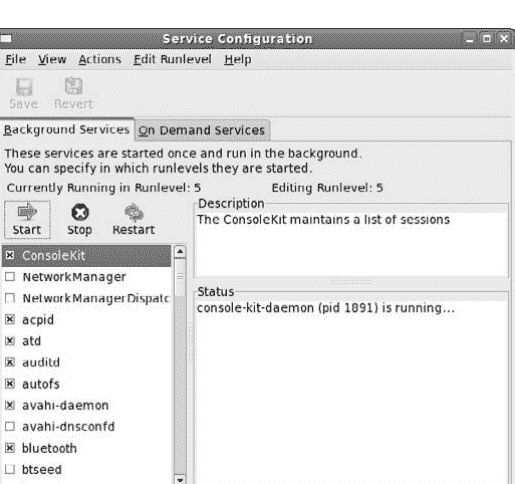 Service Configuration
File View Actions Edit Runlevel Help
Save Revert
Background Services On Demand Services
These services are started once and run in the background.
You can specify in which runlevels they are started.
Currently Running in Runlevel: 5 Editing Runlevel: 5
Start Stop Restart
Description
The ConsoleKit maintains a list of sessions
ConsoleKit
NetworkManager
NetworkManagerDispatc
acpid
atd
auditd
autofs
avahi-daemon
avahi-dnsconfd
bluetooth
btseed
Status
console-kit-daemon (pid 1891) is running...